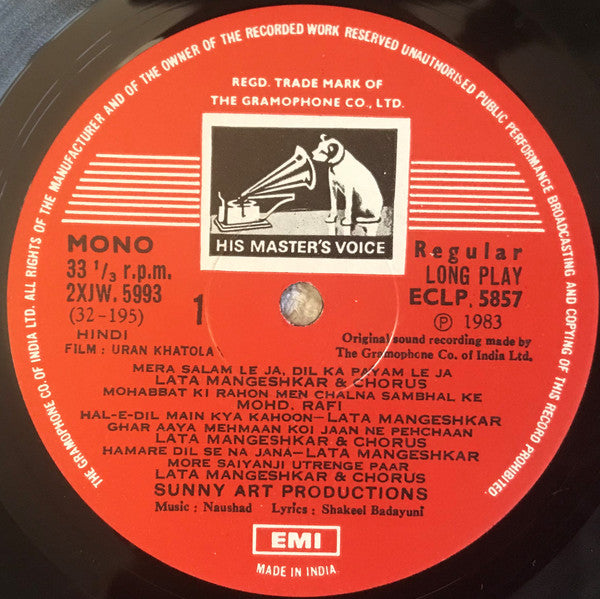 THE GRAMOPHONE CO. OF INDIA LTD. ALL RIGHTS OF THE MANUFACTURER AND OF THE OWNER OF THE RECORDED WORK RESERVED UNAUTHORISED PUBLIC PERFORMANCE BROADCASTING AND COPYING OF THIS RECORD PROHIBITED.
REGD. TRADE MARK OF
THE GRAMOPHONE CO., LTD.
HIS MASTER'S VOICE
MONO
33 1/3 r.p.m.
2XJW. 5993
(32-195)
1
HINDI
FILM : URAN KHATOLA
Regular
LONG PLAY
ECLP. 5857
℗ 1983
Original sound recording made by
The Gramophone Co. of India Ltd.
MERA SALAM LE JA, DIL KA PAYAM LE JA
LATA MANGESHKAR & CHORUS
MOHABBAT KI RAHON MEN CHALNA SAMBHAL KE
MOHD. RAFI
HAL-E-DIL MAIN KYA KAHOON-LATA MANGESHKAR
GHAR AAYA MEHMAAN KOI JAAN NE PEHCHAAN
LATA MANGESHKAR & CHORUS
HAMARE DIL SE NA JANA-LATA MANGESHKAR
MORE SAIYANJI UTRENGE PAAR
LATA MANGESHKAR & CHORUS
SUNNY ART PRODUCTIONS
Music : Naushad Lyrics : Shakeel Badayuni
EMI
MADE IN INDIA